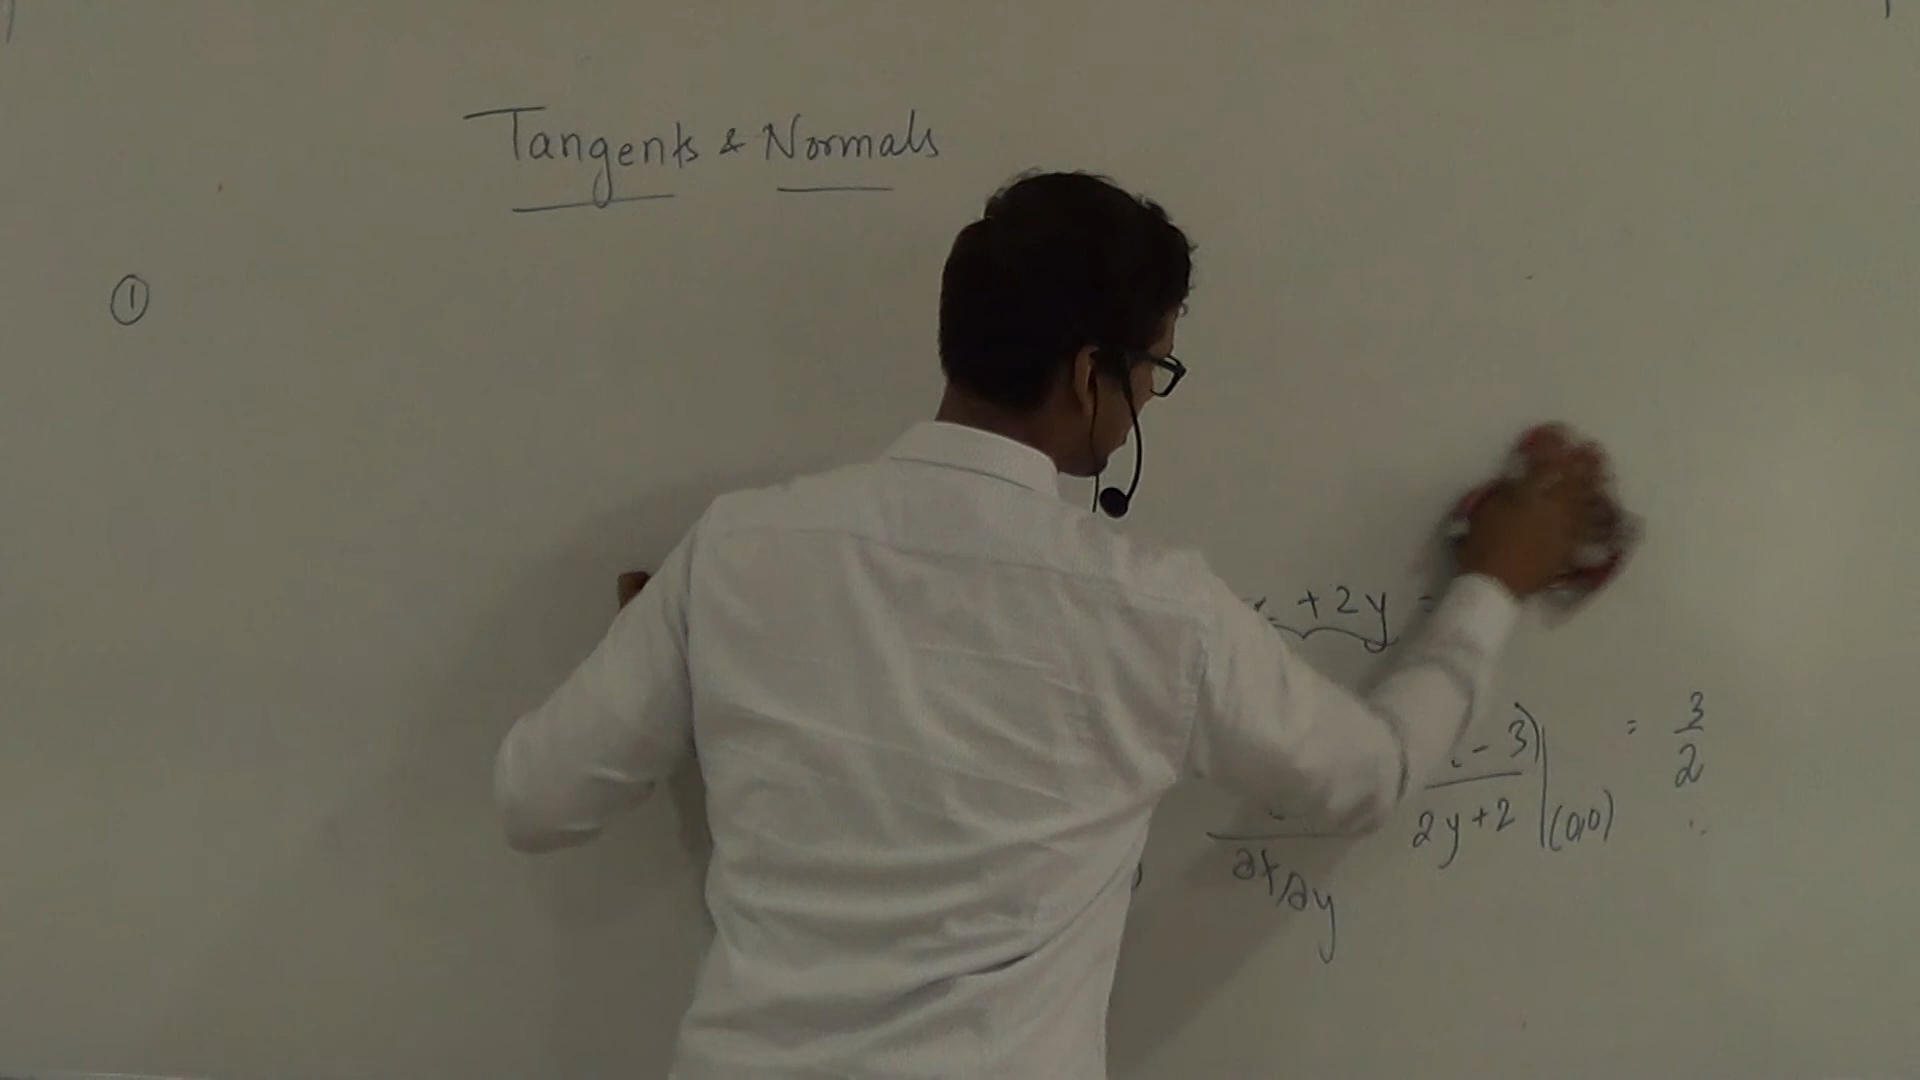 Tangents & Normals
①
+ 2y =
- 3)
2y+2 |(0,0) = 3/2
∂f/∂y